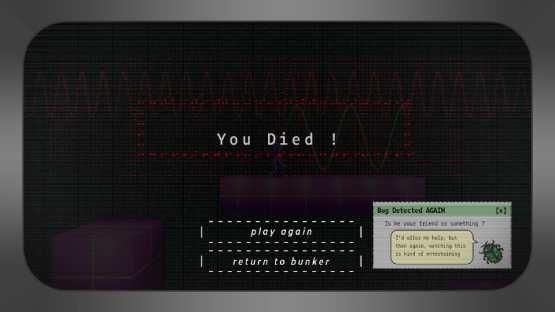 You Died !
play again
return to bunker
Bug Detected AGAIN [x]
Is he your friend or something ?
I'd offer me help, but
then again, watching this
is kind of entertaining